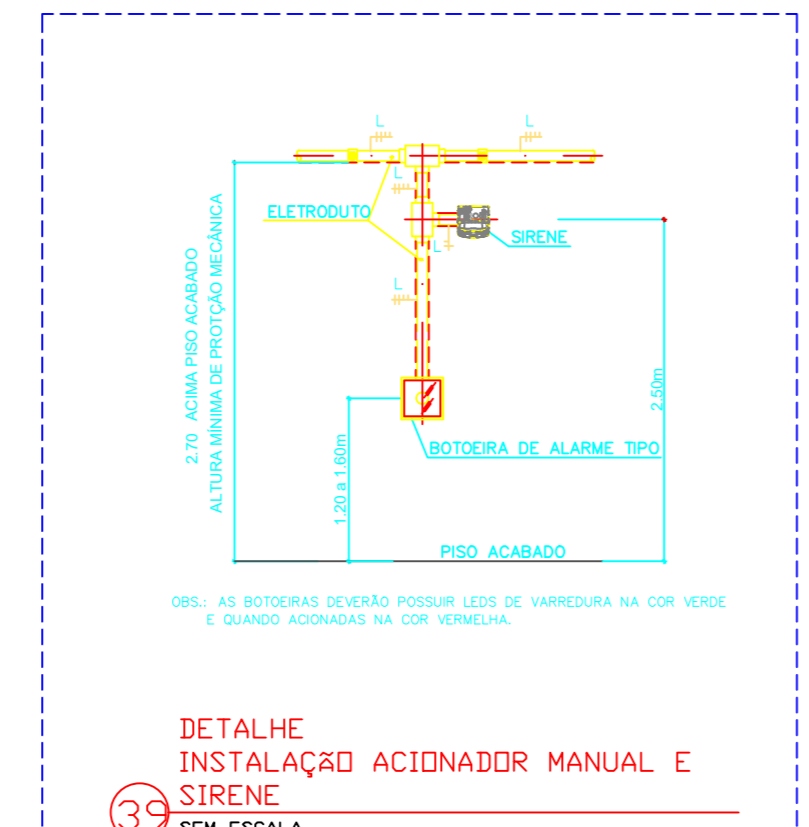 L
L
L
ELETRODUTO
SIRENE
L
L
2.70 ACIMA PISO ACABADO
ALTURA MÍNIMA DE PROTÇÃO MECÂNICA
2.50m
1.20 a 1.60m
BOTOEIRA DE ALARME TIPO
PISO ACABADO
OBS.: AS BOTOEIRAS DEVERÃO POSSUIR LEDS DE VARREDURA NA COR VERDE
E QUANDO ACIONADAS NA COR VERMELHA.
DETALHE
INSTALAÇÃO ACIONADOR MANUAL E
SIRENE
39
SEM ESCALA